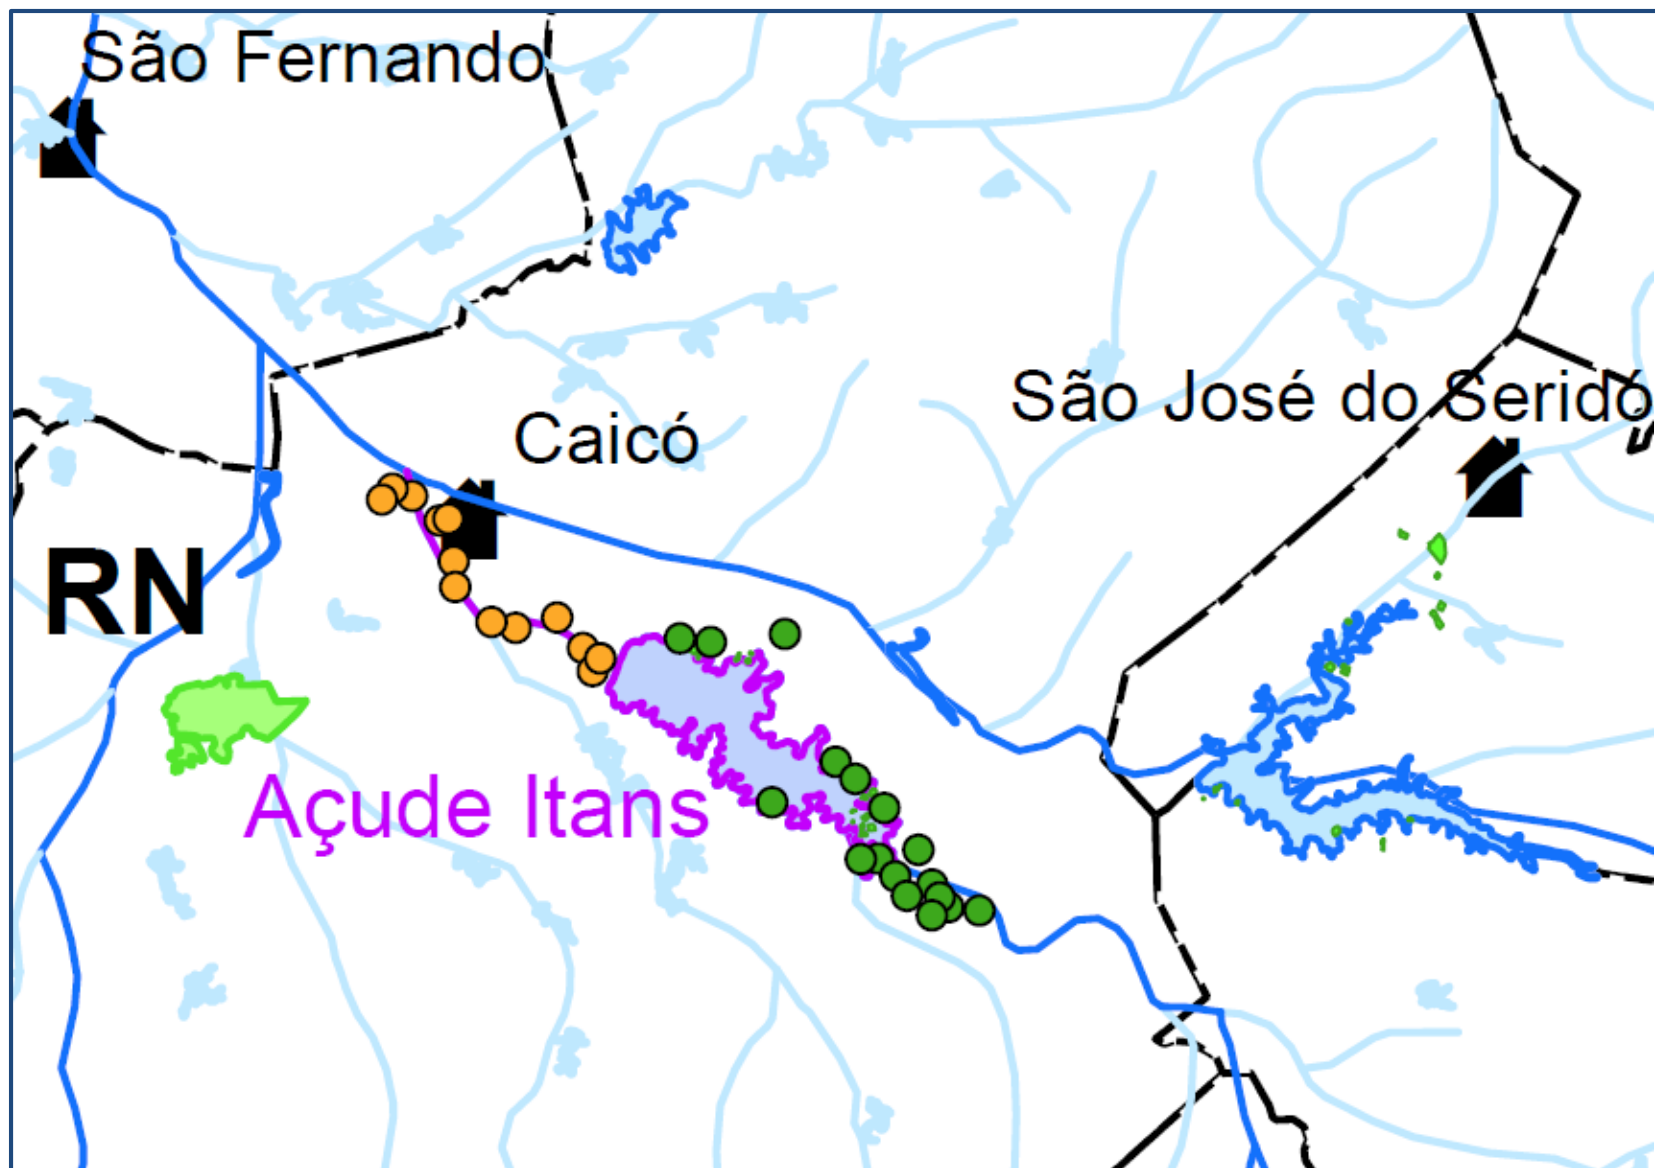 São Fernando
São José do Seridó
Caicó
RN
Açude Itans